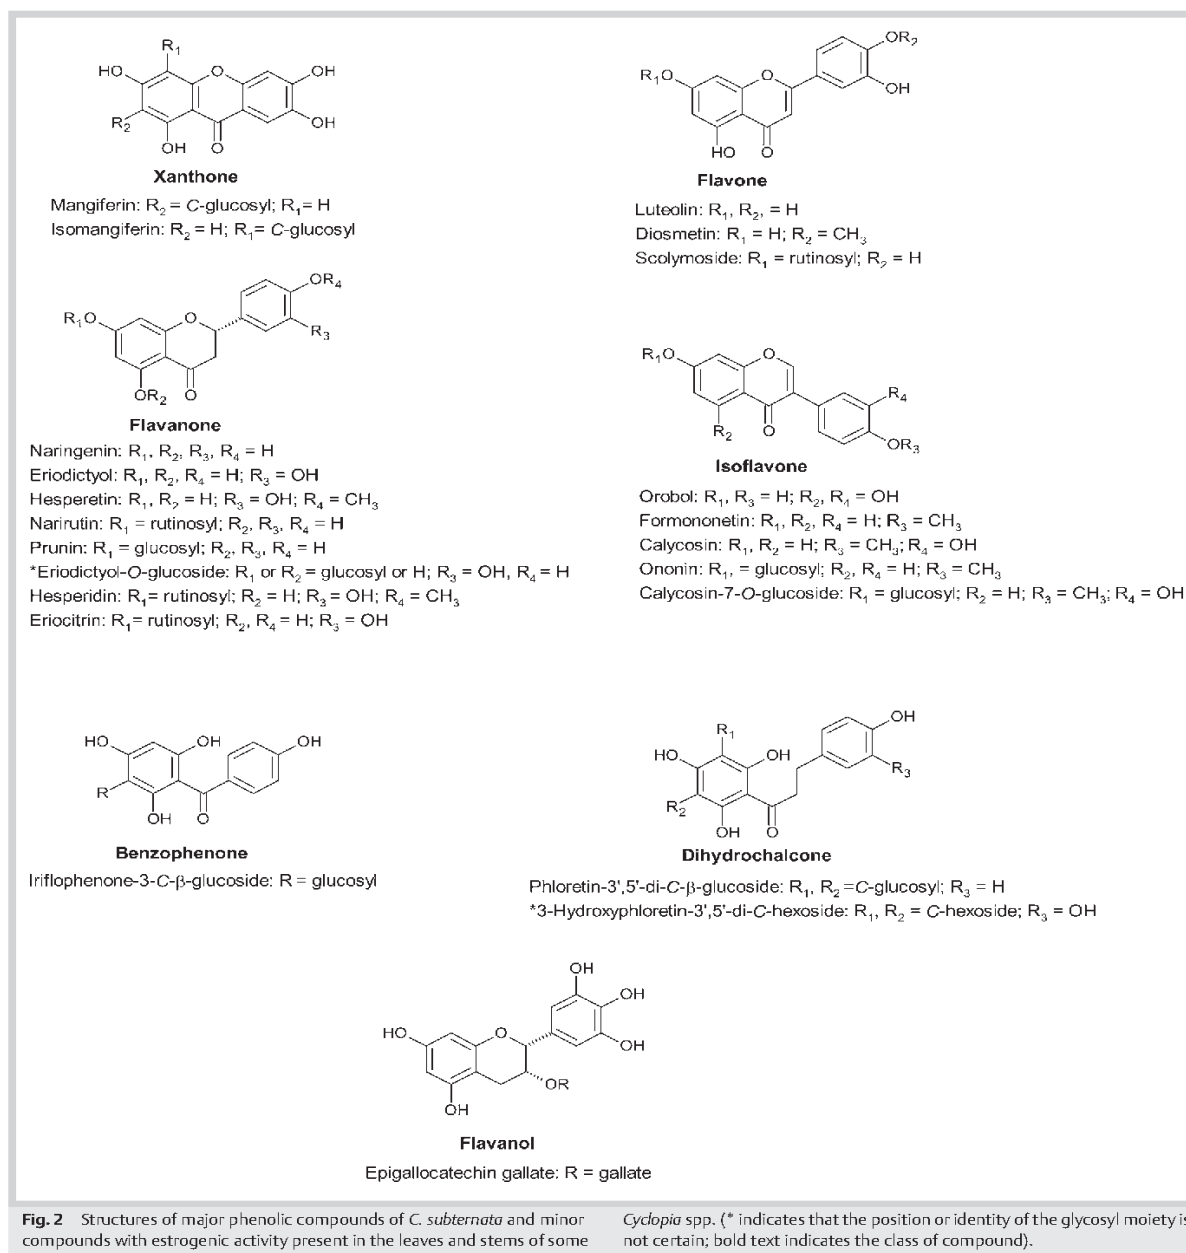 R1
HO
O
OH
R2
OH
O
OH
Xanthone
Mangiferin: R2 = C-glucosyl; R1= H
Isomangiferin: R2 = H; R1= C-glucosyl
OR2
R1O
O
OH
HO
O
Flavone
Luteolin: R1, R2, = H
Diosmetin: R1 = H; R2 = CH3
Scolymoside: R1 = rutinosyl; R2 = H
OR4
R1O
O
R3
OR2
O
Flavanone
Naringenin: R1, R2, R3, R4 = H
Eriodictyol: R1, R2, R4 = H; R3 = OH
Hesperetin: R1, R2 = H; R3 = OH; R4 = CH3
Narirutin: R1 = rutinosyl; R2, R3, R4 = H
Prunin: R1 = glucosyl; R2, R3, R4 = H
*Eriodictyol-O-glucoside: R1 or R2 = glucosyl or H; R3 = OH, R4 = H
Hesperidin: R1= rutinosyl; R2 = H; R3 = OH; R4 = CH3
Eriocitrin: R1= rutinosyl; R2, R4 = H; R3 = OH
R1O
O
R4
R2
O
OR3
Isoflavone
Orobol: R1, R3 = H; R2, R4 = OH
Formononetin: R1, R2, R4 = H; R3 = CH3
Calycosin: R1, R2 = H; R3 = CH3; R4 = OH
Ononin: R1, = glucosyl; R2, R4 = H; R3 = CH3
Calycosin-7-O-glucoside: R1 = glucosyl; R2 = H; R3 = CH3; R4 = OH
HO
OH
OH
R
OH
O
Benzophenone
Iriflophenone-3-C-β-glucoside: R = glucosyl
OH
R1
HO
OH
R3
R2
OH
O
Dihydrochalcone
Phloretin-3',5'-di-C-β-glucoside: R1, R2 =C-glucosyl; R3 = H
*3-Hydroxyphloretin-3',5'-di-C-hexoside: R1, R2 = C-hexoside; R3 = OH
OH
OH
HO
O
OH
OR
OH
Flavanol
Epigallocatechin gallate: R = gallate
Fig. 2 Structures of major phenolic compounds of C. subternata and minor
compounds with estrogenic activity present in the leaves and stems of some
Cyclopia spp. (* indicates that the position or identity of the glycosyl moiety is
not certain; bold text indicates the class of compound).